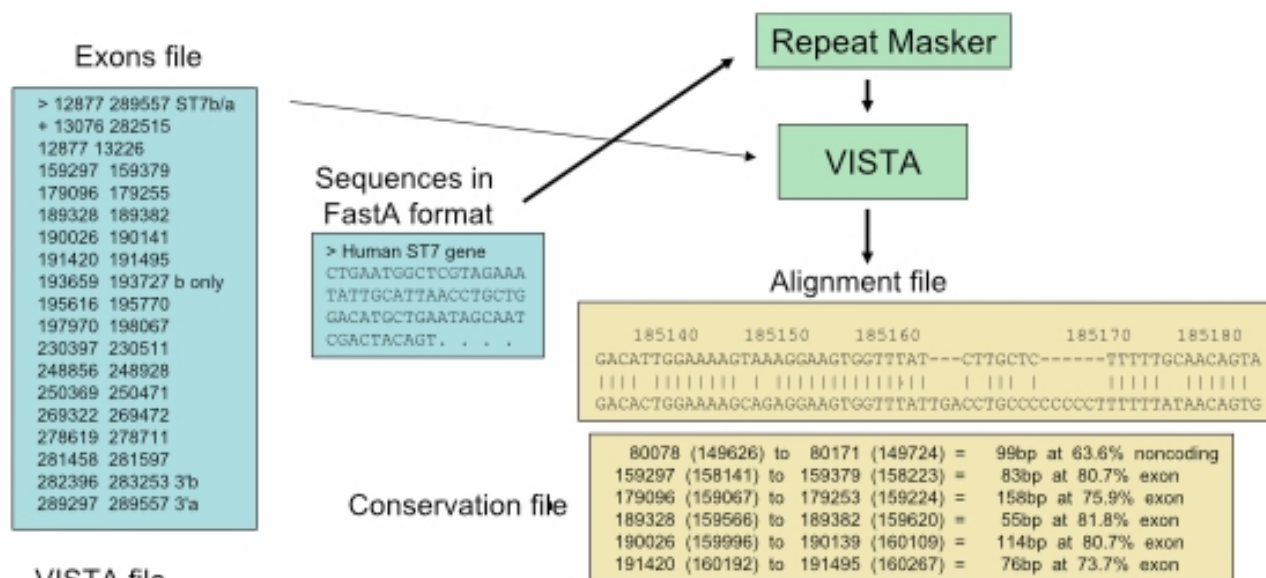 Exons file
> 12877 289557 ST7b/a
+ 13076 282515
12877 13226
159297 159379
179096 179255
189328 189382
190026 190141
191420 191495
193659 193727 b only
195616 195770
197970 198067
230397 230511
248856 248928
250369 250471
269322 269472
278619 278711
281458 281597
282396 283253 3'b
289297 289557 3'a
Sequences in
FastA format
> Human ST7 gene
CTGAATGGCTCGTAGAAA
TATTGCATTAACCTGCTG
GACATGCTGAATAGCAAT
CGACTACAGT. . . .
Repeat Masker
VISTA
Alignment file
185140 185150 185160 185170 185180
GACATTGGAAAAGTAAAGGAAGTGGTTTAT---CTTGCTC------TTTTTGCAACAGTA
GACACTGGAAAAGCAGAGGAAGTGGTTTATTGACCTGCCCCCCCCTTTTTTATAACAGTG
Conservation file
80078 (149626) to 80171 (149724) = 99bp at 63.6% noncoding
159297 (158141) to 159379 (158223) = 83bp at 80.7% exon
179096 (159067) to 179253 (159224) = 158bp at 75.9% exon
189328 (159566) to 189382 (159620) = 55bp at 81.8% exon
190026 (159996) to 190139 (160109) = 114bp at 80.7% exon
191420 (160192) to 191495 (160267) = 76bp at 73.7% exon
VISTA file